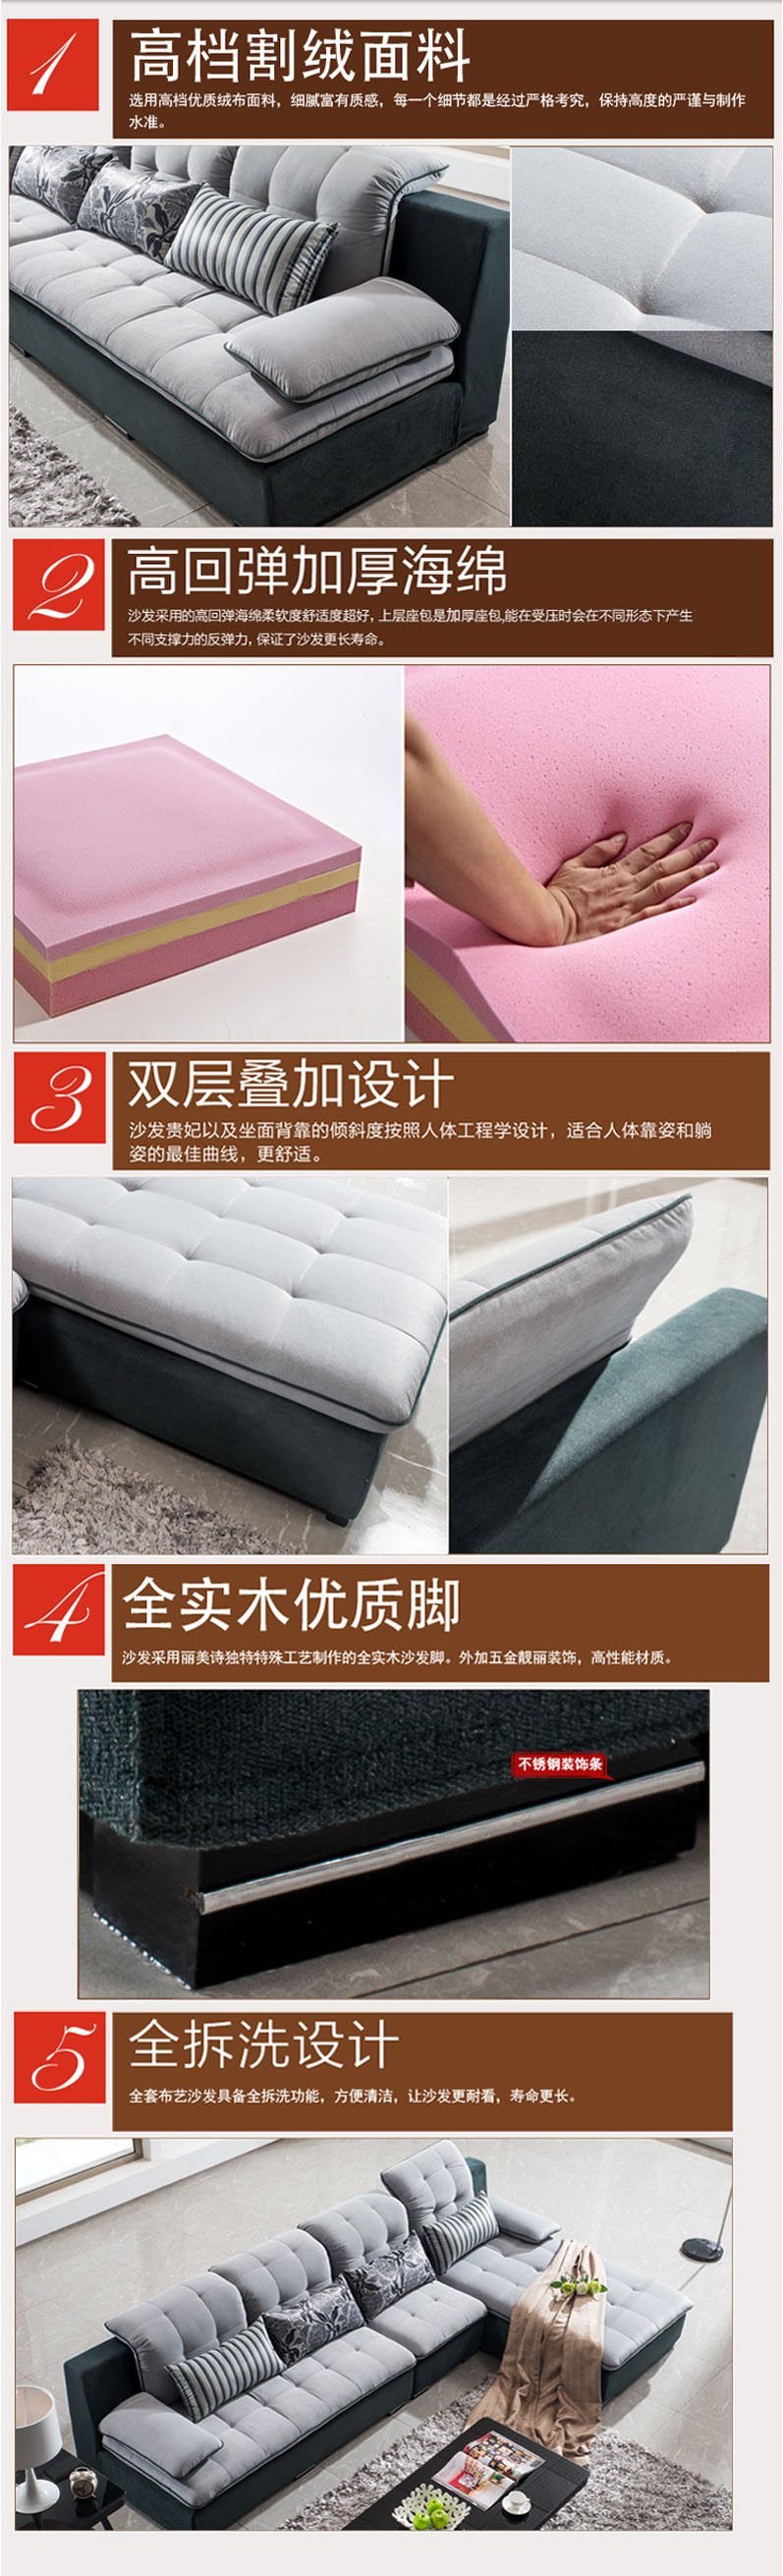 1
高档割绒面料
选用高档优质绒布面料，细腻富有质感，每一个细节都是经过严格考究，保持高度的严谨与制作
水准。
2
高回弹加厚海绵
沙发采用的高回弹海绵柔软度舒适度超好，上层座包是加厚座包,能在受压时会在不同形态下产生
不同支撑力的反弹力，保证了沙发更长寿命。
3
双层叠加设计
沙发贵妃以及坐面背靠的倾斜度按照人体工程学设计，适合人体靠姿和躺
姿的最佳曲线，更舒适。
4
全实木优质脚
沙发采用丽美诗独特特殊工艺制作的全实木沙发脚。外加五金靓丽装饰，高性能材质。
不锈钢装饰条
5
全拆洗设计
全套布艺沙发具备全拆洗功能，方便清洁，让沙发更耐看，寿命更长。